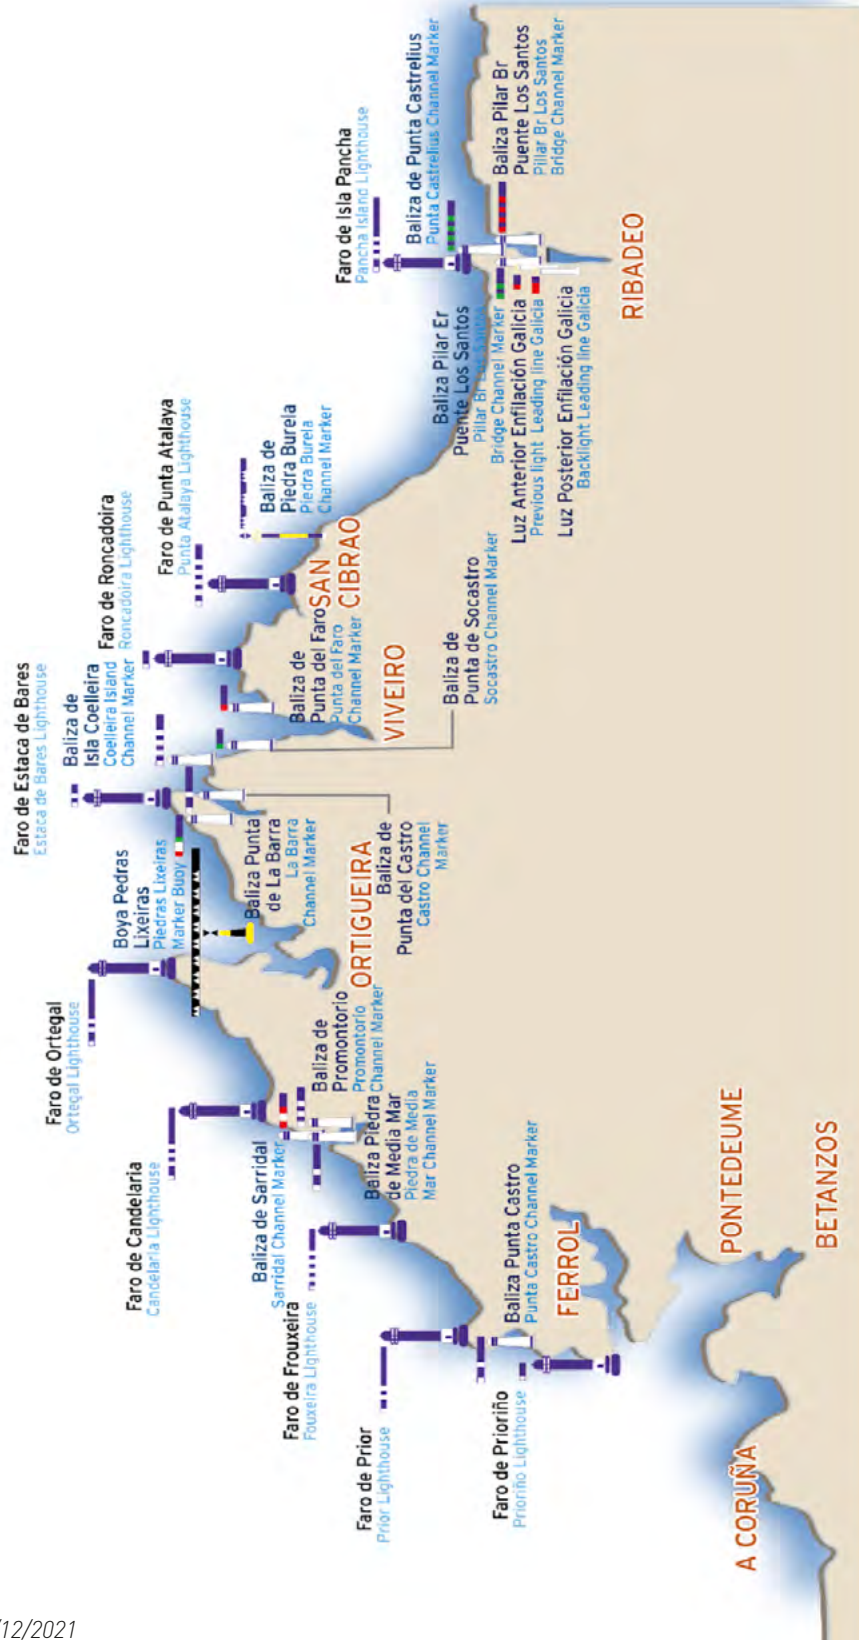 Faro de Estaca de Bares
Estaca de Bares Lighthouse
Baliza de
Isla Coelleira
Coelleira Island
Channel Marker
Faro de Roncadoira
Roncadoira Lighthouse
Faro de Punta Atalaya
Punta Atalaya Lighthouse
Baliza de
Piedra Burela
Piedra Burela
Channel Marker
Faro de Isla Pancha
Pancha Island Lighthouse
Baliza de Punta Castrelius
Punta Castrelius Channel Marker
Baliza Pilar Br
Puente Los Santos
Pillar Br Los Santos
Bridge Channel Marker
Baliza Pilar Er
Puente Los Santos
Pillar Br Los Santos
Bridge Channel Marker
Luz Anterior Enfilación Galicia
Previous light Leading line Galicia
Luz Posterior Enfilación Galicia
Backlight Leading line Galicia
RIBADEO
SAN
CIBRAO
Baliza de
Punta del Faro
Punta del Faro
Channel Marker
VIVEIRO
Baliza de
Punta de Socastro
Socastro Channel Marker
Faro de Ortegal
Ortegal Lighthouse
Boya Pedras
Lixeiras
Piedras Lixeiras
Marker Buoy
Baliza Punta
de La Barra
La Barra
Channel Marker
ORTIGUEIRA
Baliza de
Punta del Castro
Castro Channel
Marker
Faro de Candelaria
Candelaria Lighthouse
Baliza de Sarridal
Sarridal Channel Marker
Baliza de
Promontorio
Promontorio
Channel Marker
Baliza Piedra
de Media Mar
Piedra de Media
Mar Channel Marker
Faro de Frouxeira
Fouxeira Lighthouse
Faro de Prior
Prior Lighthouse
Baliza Punta Castro
Punta Castro Channel Marker
Faro de Prioriño
Prioriño Lighthouse
FERROL
PONTEDEUME
BETANZOS
A CORUÑA
/12/2021